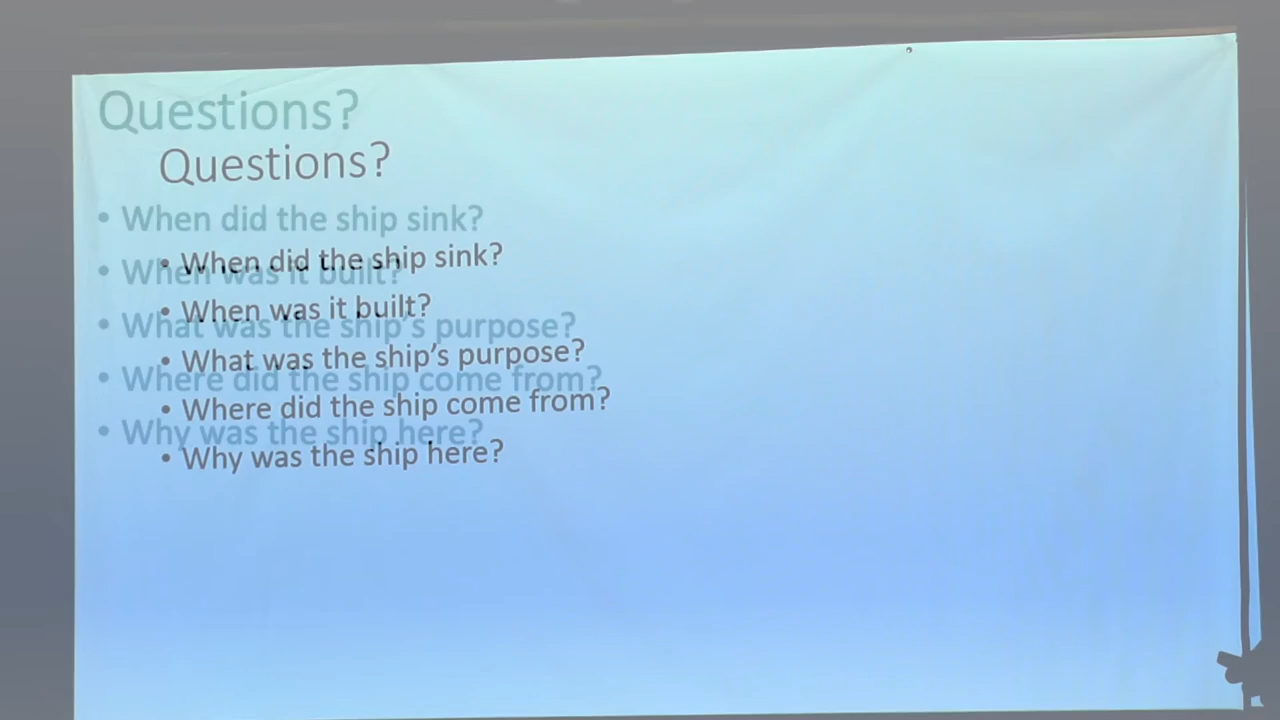 Questions?
Questions?
• When did the ship sink?
• When did the ship sink?
• When was it built?
• When was it built?
• What was the ship's purpose?
• What was the ship's purpose?
• Where did the ship come from?
• Where did the ship come from?
• Why was the ship here?
• Why was the ship here?